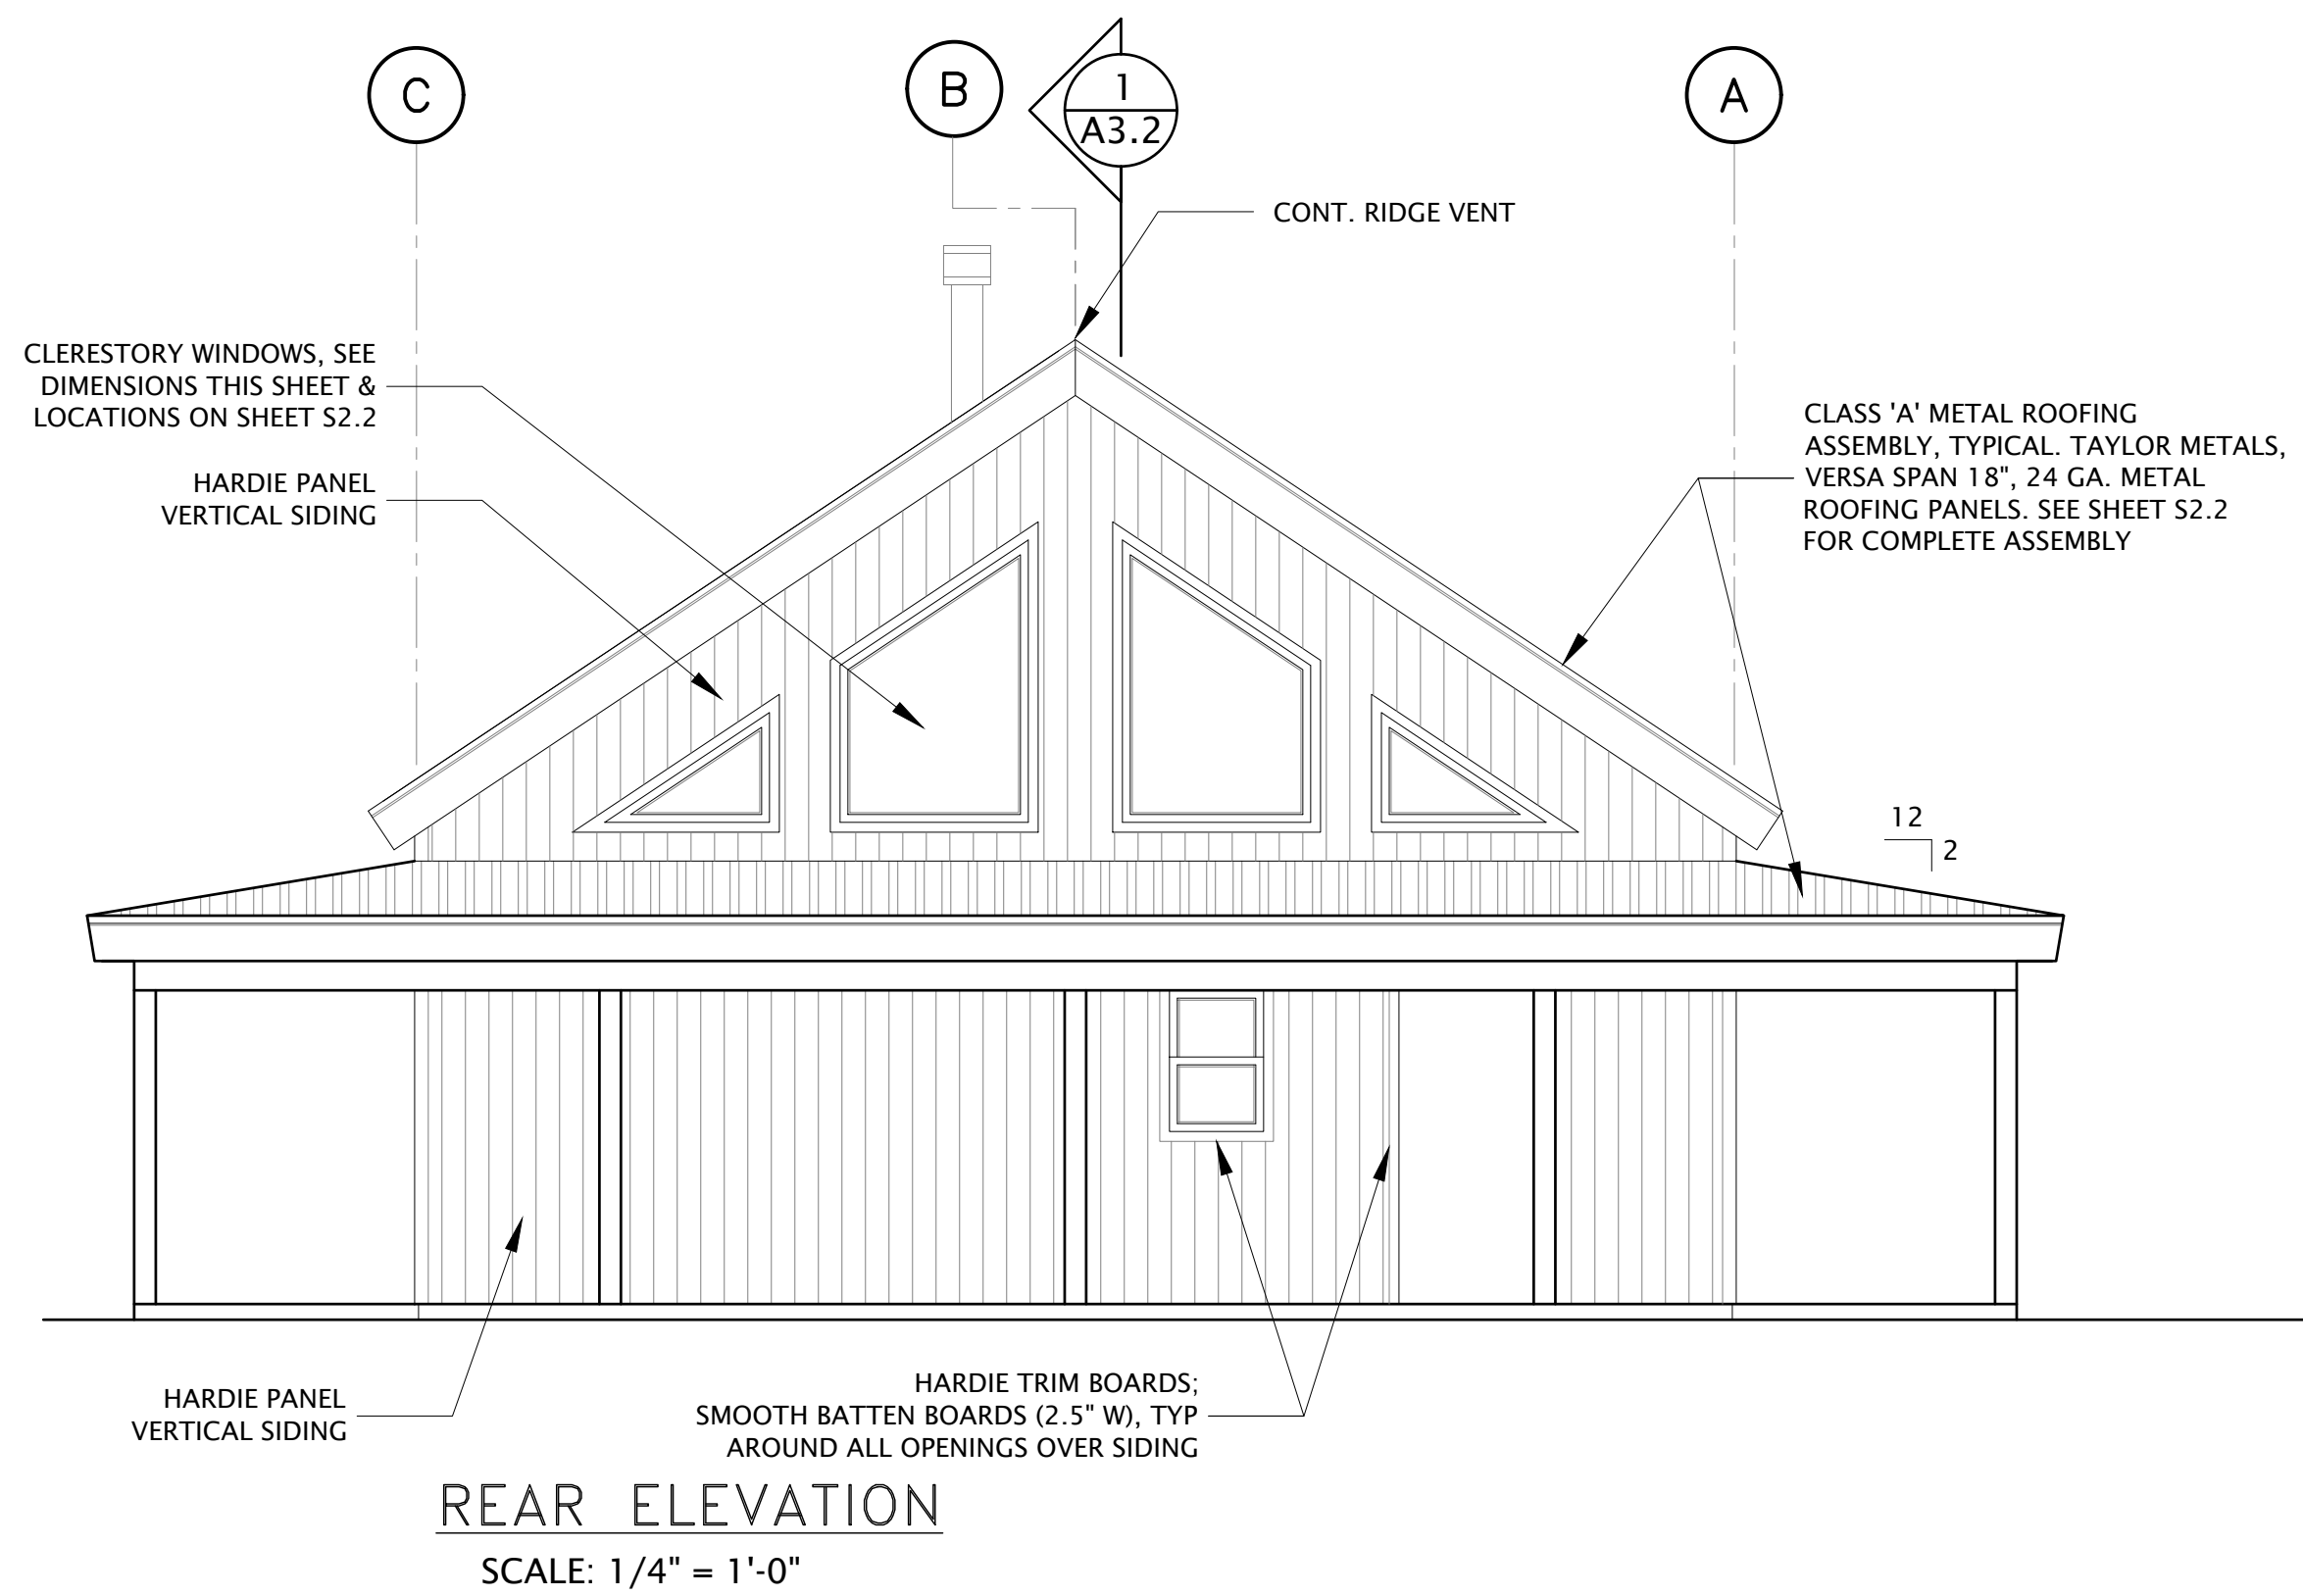 C
B
1
A3.2
A
CONT. RIDGE VENT
CLERESTORY WINDOWS, SEE
DIMENSIONS THIS SHEET &
LOCATIONS ON SHEET S2.2
HARDIE PANEL
VERTICAL SIDING
CLASS 'A' METAL ROOFING
ASSEMBLY, TYPICAL. TAYLOR METALS,
VERSA SPAN 18", 24 GA. METAL
ROOFING PANELS. SEE SHEET S2.2
FOR COMPLETE ASSEMBLY
12
2
HARDIE PANEL
VERTICAL SIDING
HARDIE TRIM BOARDS;
SMOOTH BATTEN BOARDS (2.5" W), TYP
AROUND ALL OPENINGS OVER SIDING
REAR ELEVATION
SCALE: 1/4" = 1'-0"